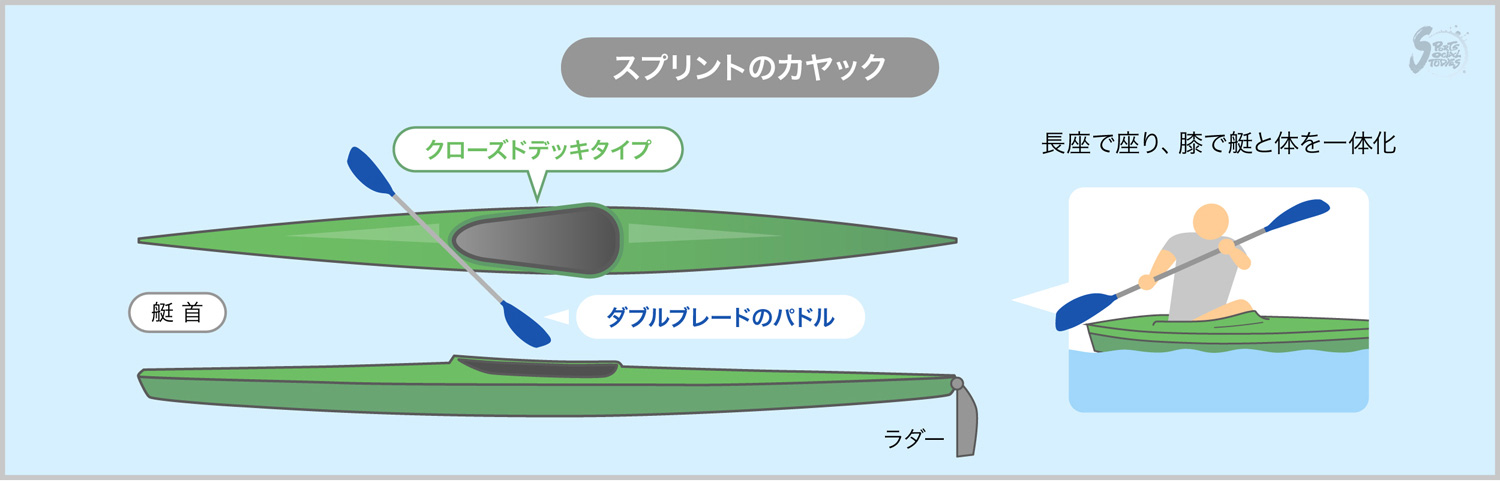 スプリントのカヤック
SPORTS
SOCIAL
STORIES
クローズドデッキタイプ
長座で座り、膝で艇と体を一体化
艇首
ダブルブレードのパドル
ラダー